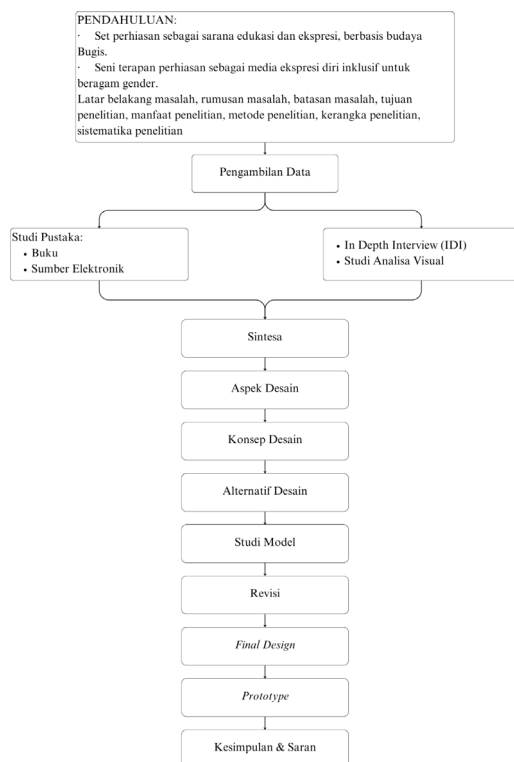 PENDAHULUAN:
· Set perhiasan sebagai sarana edukasi dan ekspresi, berbasis budaya
Bugis.
· Seni terapan perhiasan sebagai media ekspresi diri inklusif untuk
beragam gender.
Latar belakang masalah, rumusan masalah, batasan masalah, tujuan
penelitian, manfaat penelitian, metode penelitian, kerangka penelitian,
sistematika penelitian
Pengambilan Data
Studi Pustaka:
• Buku
• Sumber Elektronik
• In Depth Interview (IDI)
• Studi Analisa Visual
Sintesa
Aspek Desain
Konsep Desain
Alternatif Desain
Studi Model
Revisi
Final Design
Prototype
Kesimpulan & Saran